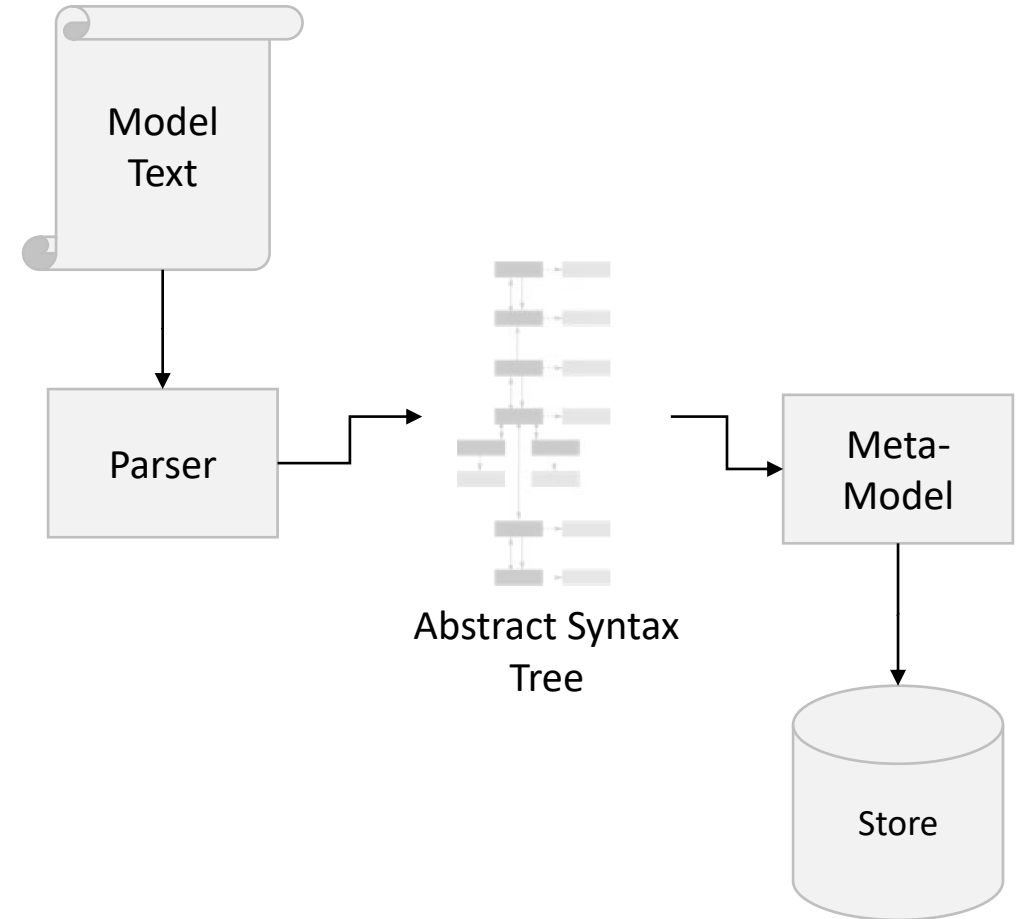 Model
Text
Parser
Abstract Syntax
Tree
Meta-
Model
Store